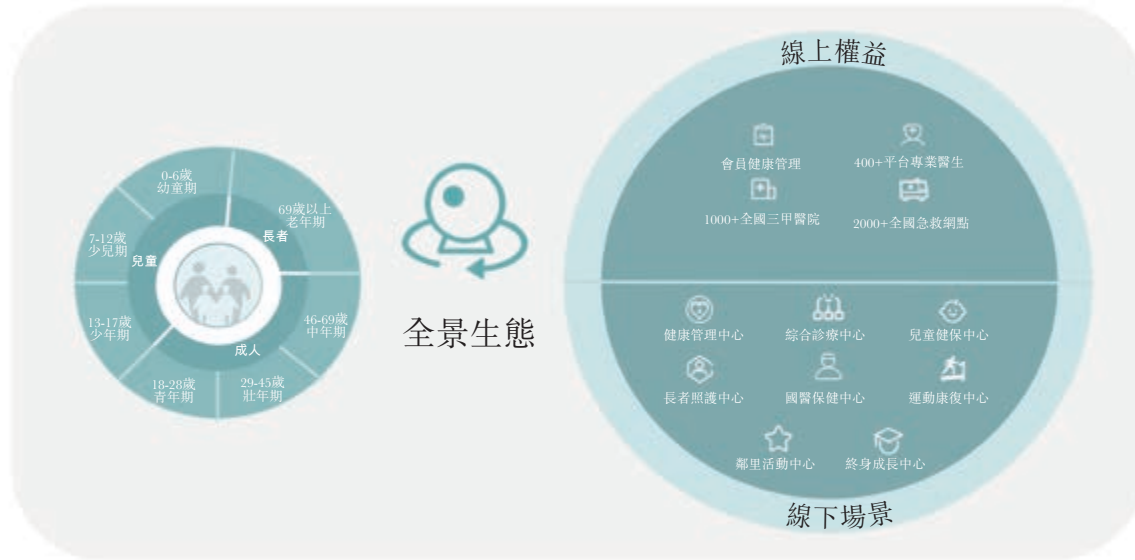 0-6歲
幼童期
69歲以上
老年期
長者
7-12歲
少兒期
兒童
13-17歲
少年期
46-69歲
中年期
成人
18-28歲
青年期
29-45歲
壯年期
全景生態
線上權益
會員健康管理
400+平台專業醫生
1000+全國三甲醫院
2000+全國急救網點
健康管理中心
綜合診療中心
兒童健保中心
長者照護中心
國醫保健中心
運動康復中心
鄰里活動中心
終身成長中心
線下場景